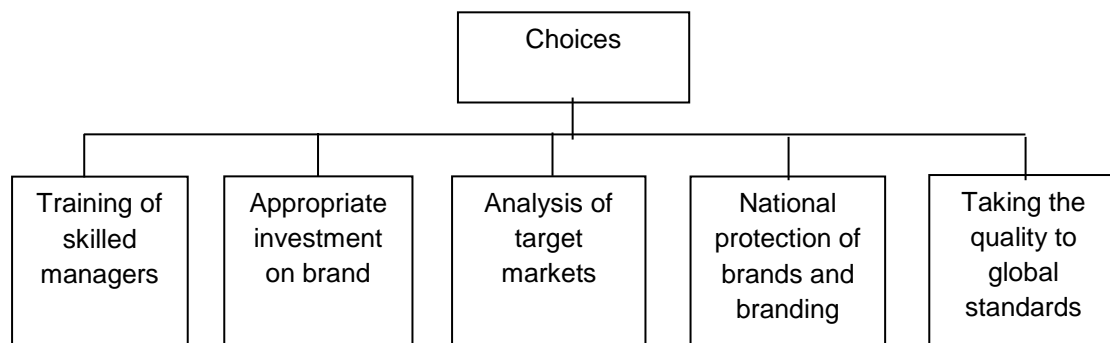 Choices
Training of
skilled
managers
Appropriate
investment
on brand
Analysis of
target
markets
National
protection of
brands and
branding
Taking the
quality to
global
standards